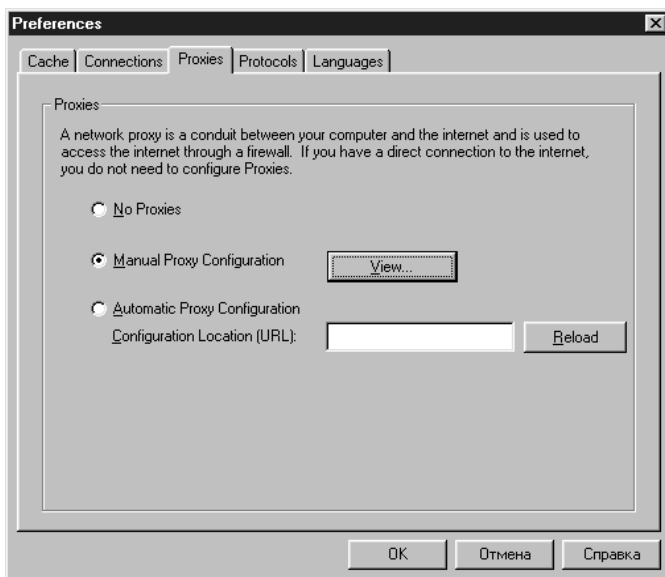 Preferences
Cache Connections Proxies Protocols Languages
Proxies
A network proxy is a conduit between your computer and the internet and is used to
access the internet through a firewall. If you have a direct connection to the internet,
you do not need to configure Proxies.
No Proxies
Manual Proxy Configuration View...
Automatic Proxy Configuration
Configuration Location (URL): Reload
OK Отмена Справка